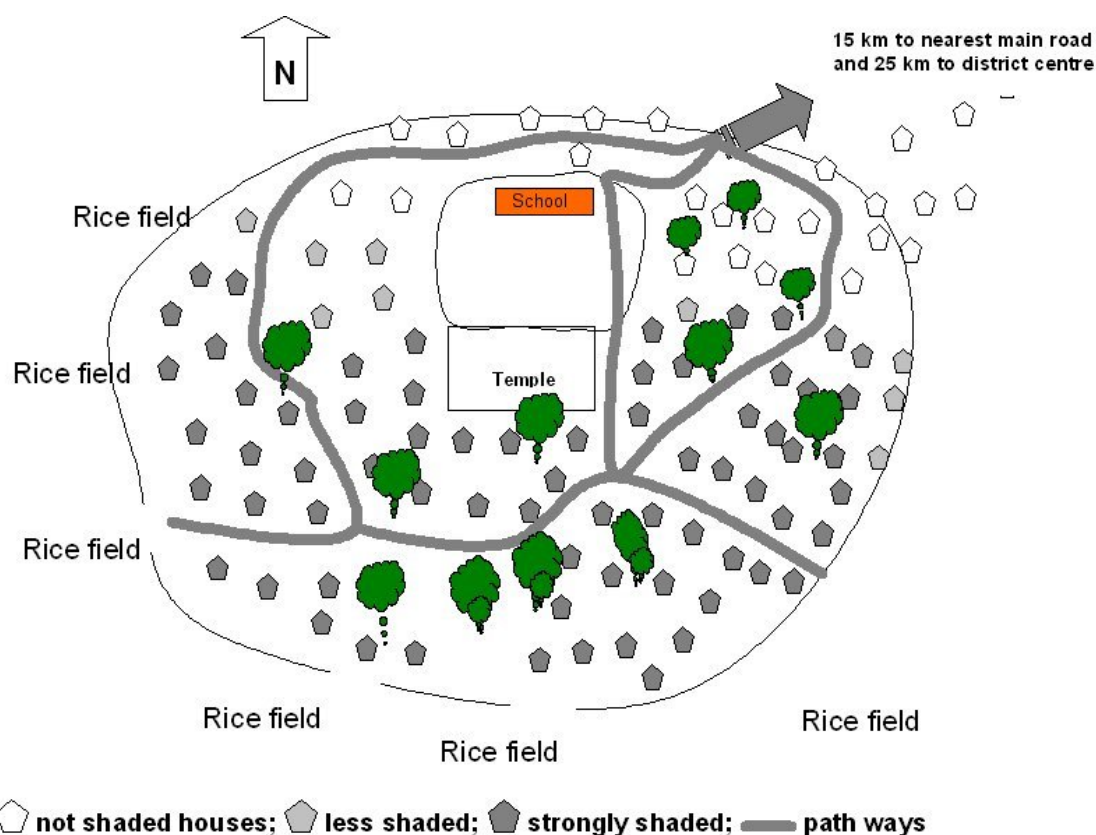 15 km to nearest main road
and 25 km to district centre
N
School
Rice field
Rice field
Temple
Rice field
Rice field
Rice field
Rice field
not shaded houses; less shaded; strongly shaded; path ways